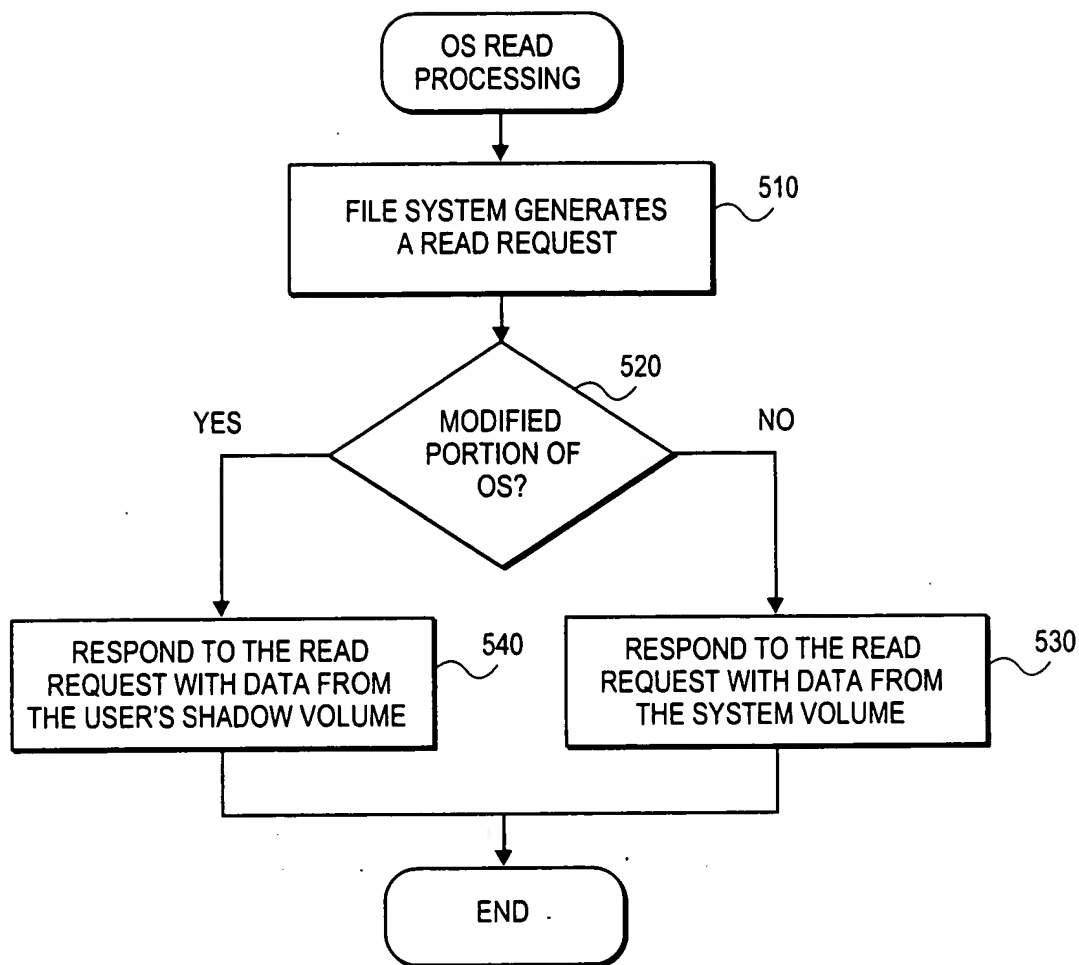 OS READ
PROCESSING
510
FILE SYSTEM GENERATES
A READ REQUEST
520
YES
MODIFIED
PORTION OF
OS?
NO
540
RESPOND TO THE READ
REQUEST WITH DATA FROM
THE USER'S SHADOW VOLUME
530
RESPOND TO THE READ
REQUEST WITH DATA FROM
THE SYSTEM VOLUME
END